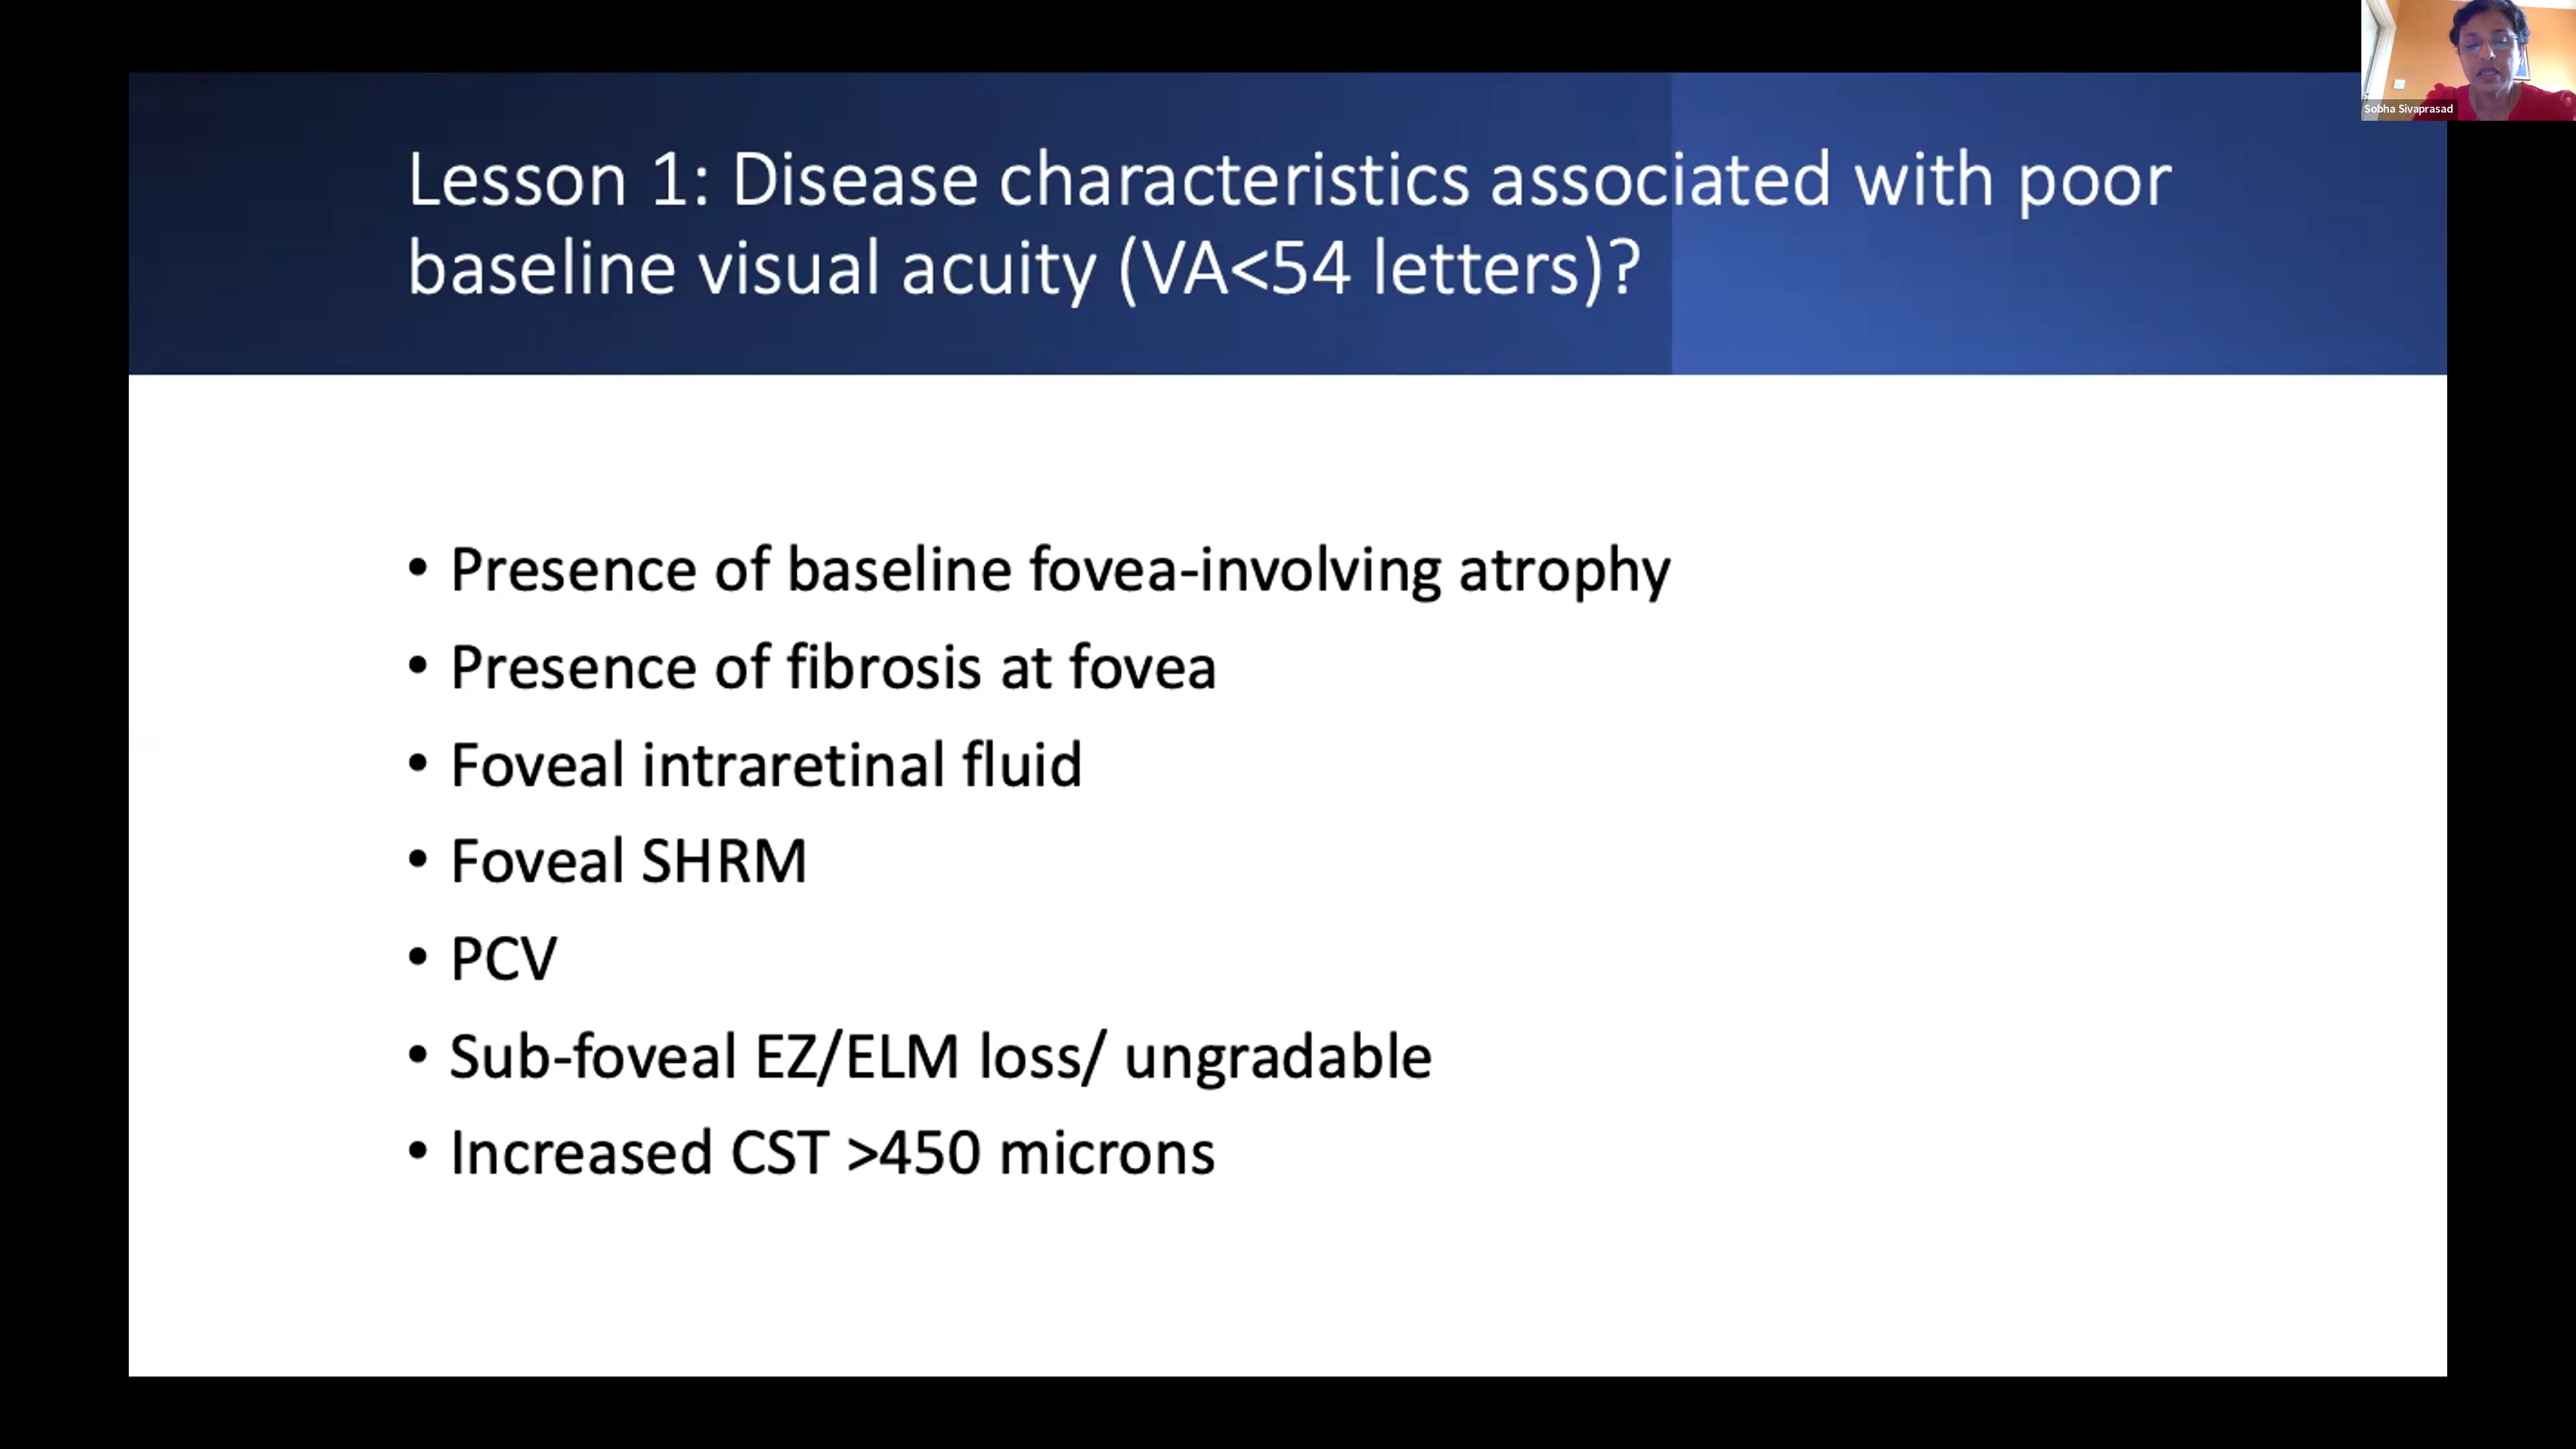 Sobha Sivaprasad
Lesson 1: Disease characteristics associated with poor
baseline visual acuity (VA<54 letters)?
• Presence of baseline fovea-involving atrophy
• Presence of fibrosis at fovea
• Foveal intraretinal fluid
• Foveal SHRM
• PCV
• Sub-foveal EZ/ELM loss/ ungradable
• Increased CST >450 microns